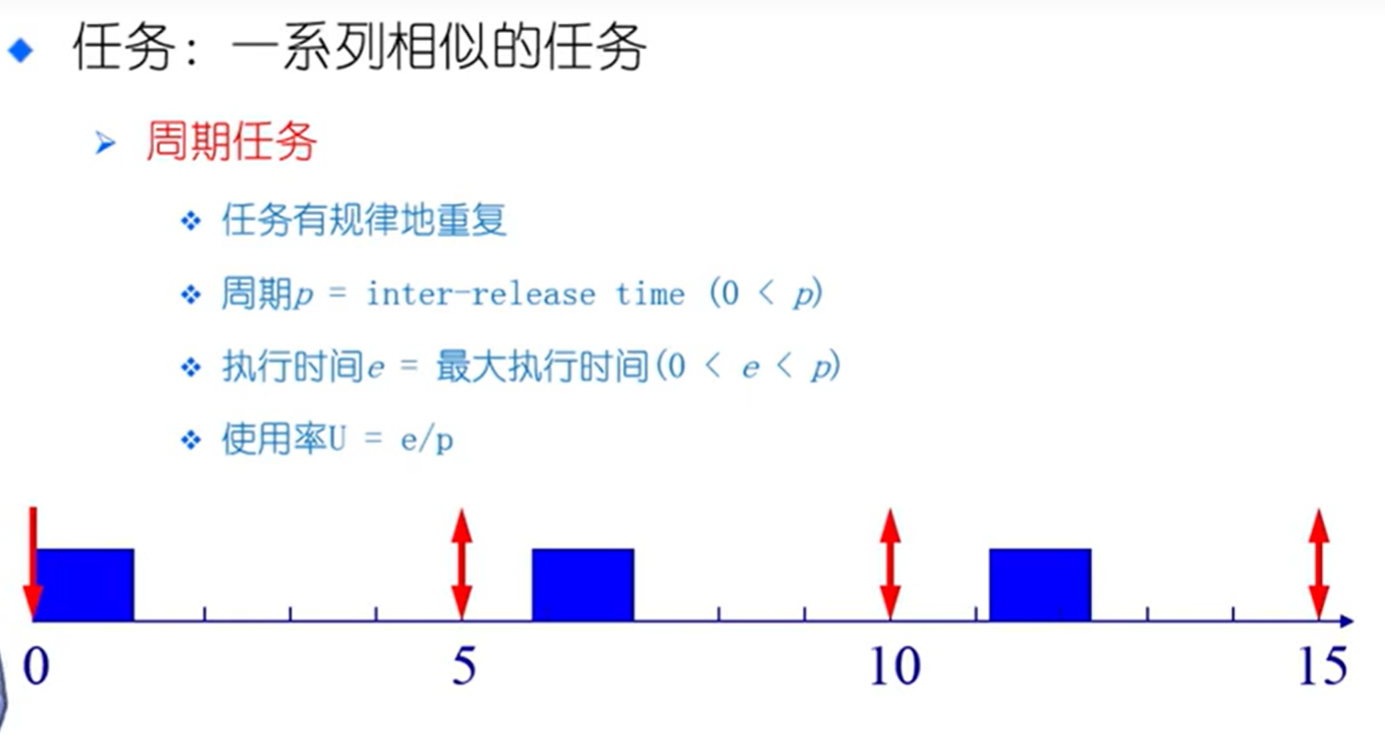 任务：一系列相似的任务
周期任务
任务有规律地重复
周期p = inter-release time (0 < p)
执行时间e = 最大执行时间(0 < e < p)
使用率U = e/p
0 5 10 15